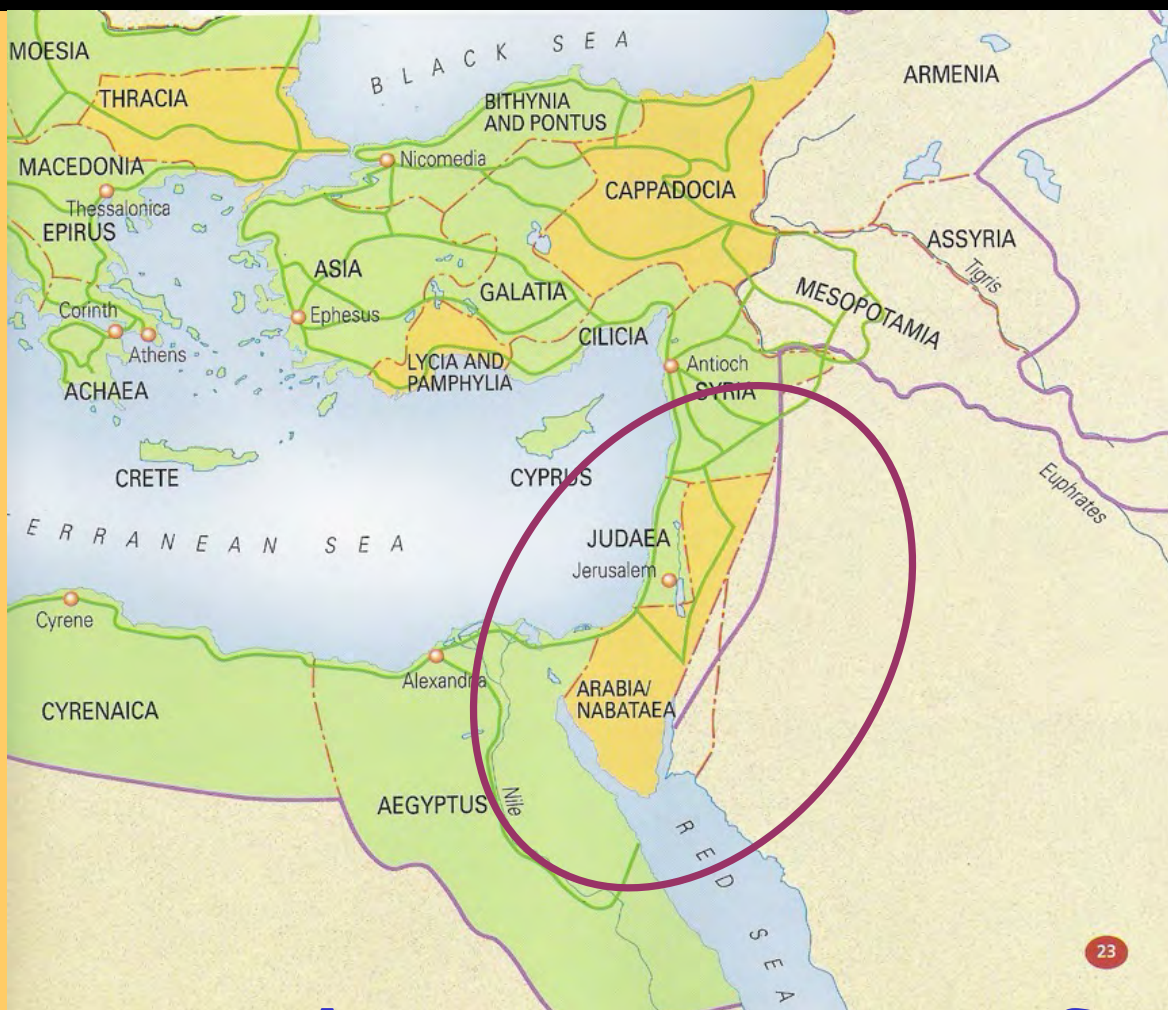 MOESIA
BLACK SEA
ARMENIA
THRACIA
BITHYNIA
AND PONTUS
MACEDONIA
Nicomedia
CAPPADOCIA
Thessalonica
EPIRUS
ASSYRIA
Tigris
ASIA
GALATIA
MESOPOTAMIA
Corinth
Ephesus
Athens
CILICIA
LYCIA AND
PAMPHYLIA
Antioch
SYRIA
ACHAEA
CRETE
CYPRUS
Euphrates
ERRANEAN SEA
JUDAEA
Jerusalem
Cyrene
Alexandria
ARABIA/
NABATAEA
CYRENAICA
AEGYPTUS
Nile
RED SEA
23